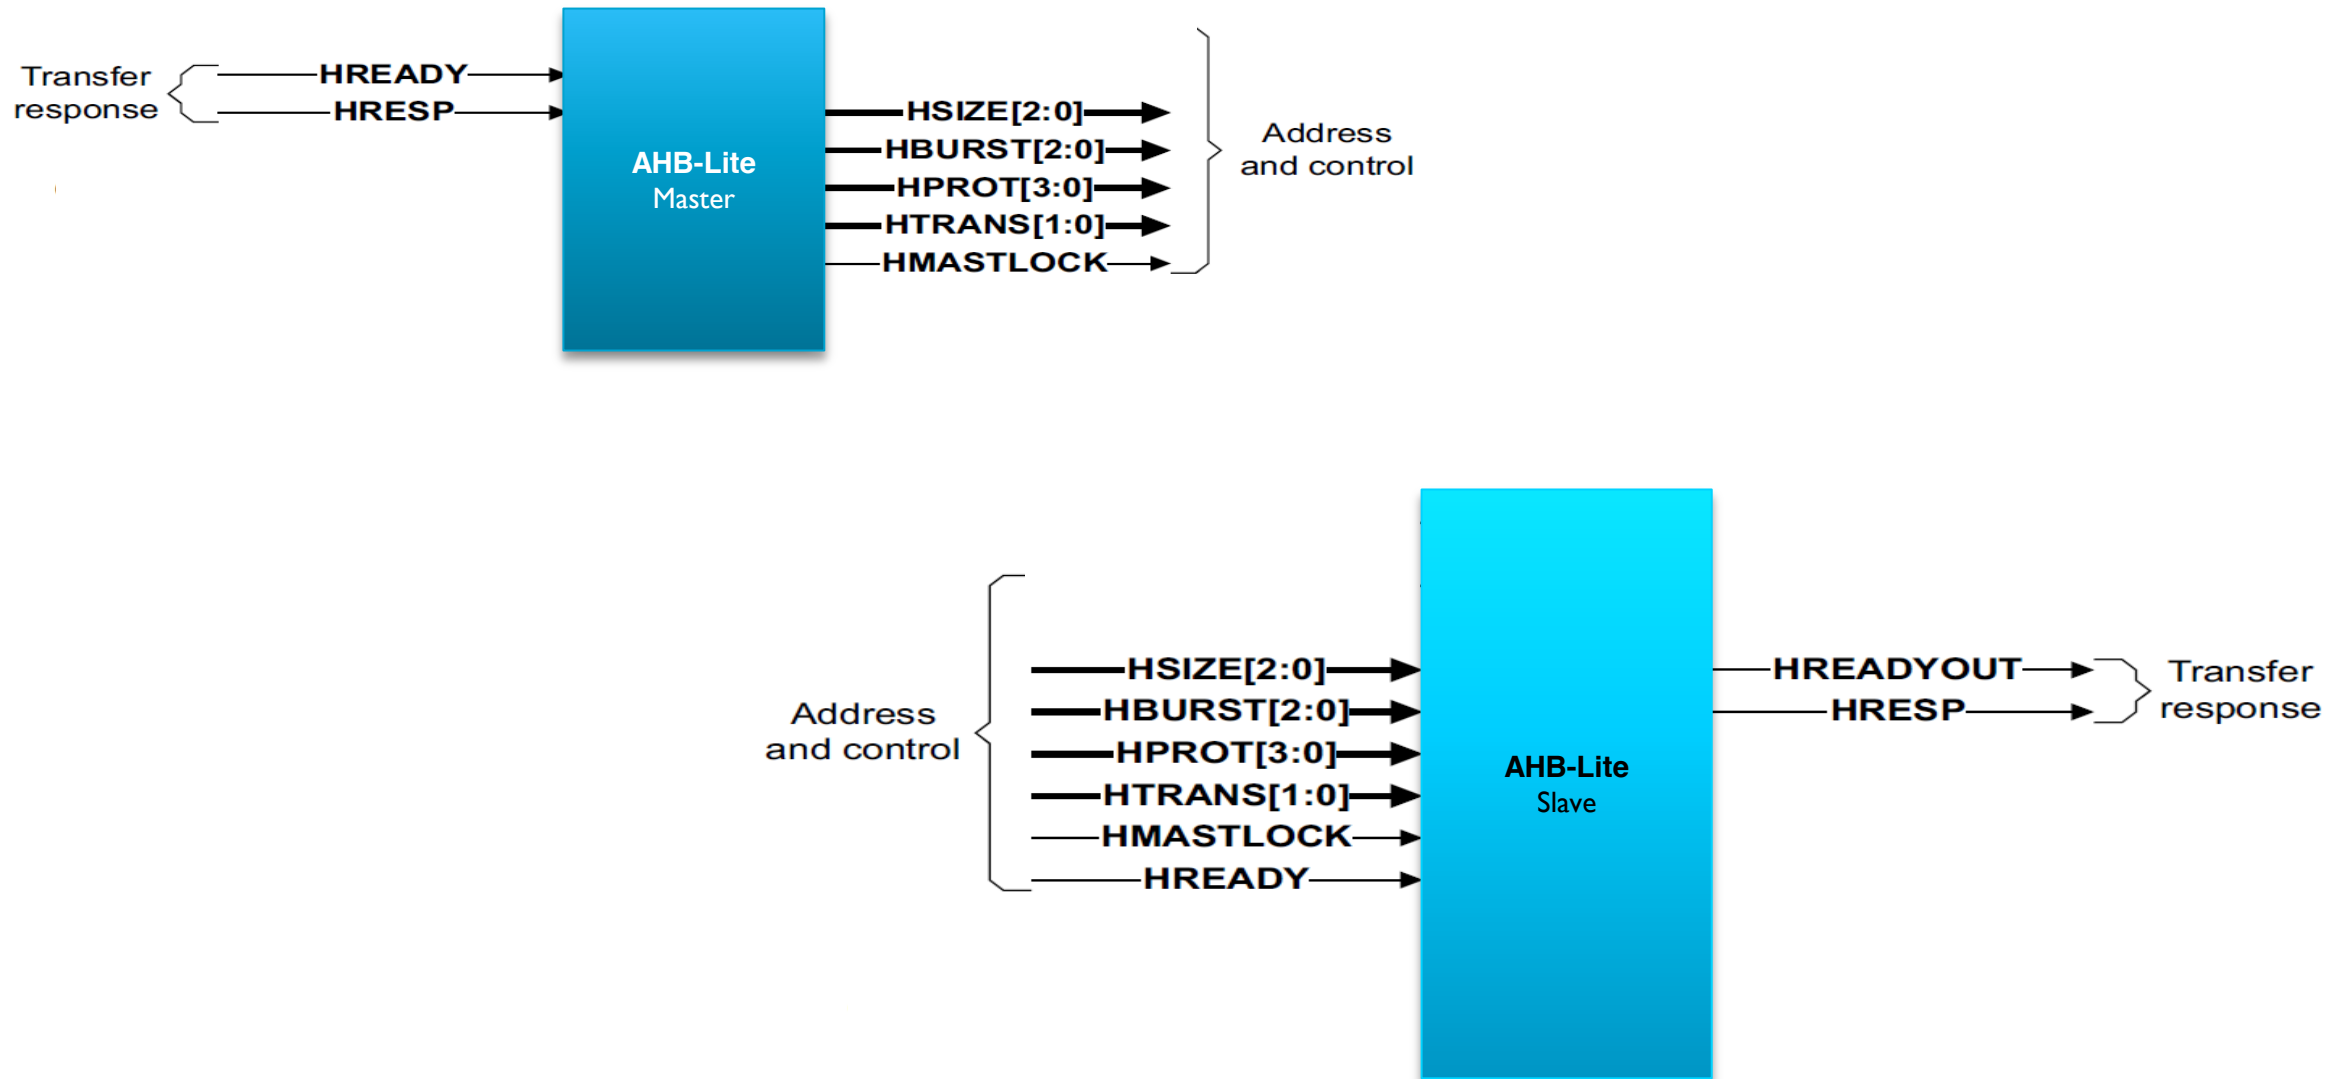 Transfer
response
HREADY
HRESP
AHB-Lite
Master
HSIZE[2:0]
HBURST[2:0]
HPROT[3:0]
HTRANS[1:0]
HMASTLOCK
Address
and control
Address
and control
HSIZE[2:0]
HBURST[2:0]
HPROT[3:0]
HTRANS[1:0]
HMASTLOCK
HREADY
AHB-Lite
Slave
HREADYOUT
HRESP
Transfer
response